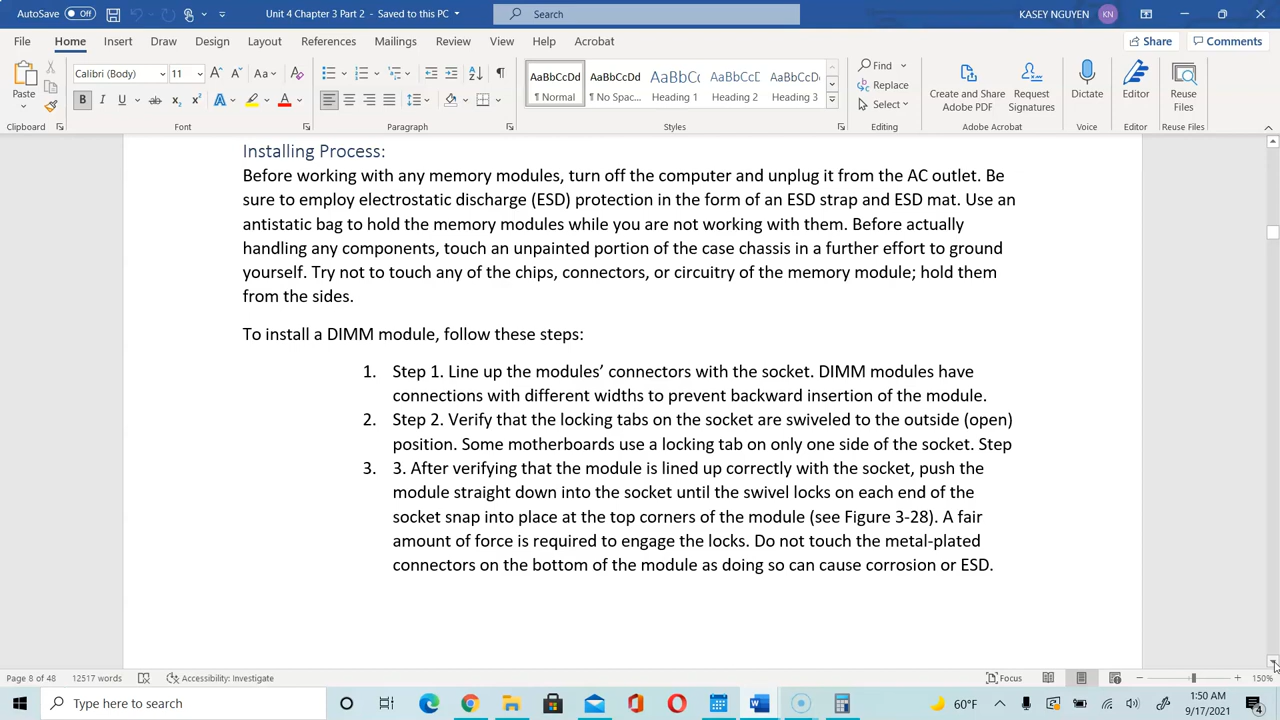 AutoSave Off Unit 4 Chapter 3 Part 2 - Saved to this PC Search KASEY NGUYEN KN
File Home Insert Draw Design Layout References Mailings Review View Help Acrobat Share Comments
Paste Calibri (Body) 11 Aa AaBbCcDd AaBbCcDd AaBbC AaBbCcE AaBbCcD Find
¶ Normal ¶ No Spac... Heading 1 Heading 2 Heading 3 Replace
Select Create and Share Adobe PDF Request Signatures Dictate Editor Reuse Files
Clipboard Font Paragraph Styles Editing Adobe Acrobat Voice Editor Reuse Files
Installing Process:
Before working with any memory modules, turn off the computer and unplug it from the AC outlet. Be
sure to employ electrostatic discharge (ESD) protection in the form of an ESD strap and ESD mat. Use an
antistatic bag to hold the memory modules while you are not working with them. Before actually
handling any components, touch an unpainted portion of the case chassis in a further effort to ground
yourself. Try not to touch any of the chips, connectors, or circuitry of the memory module; hold them
from the sides.
To install a DIMM module, follow these steps:
1. Step 1. Line up the modules’ connectors with the socket. DIMM modules have
connections with different widths to prevent backward insertion of the module.
2. Step 2. Verify that the locking tabs on the socket are swiveled to the outside (open)
position. Some motherboards use a locking tab on only one side of the socket. Step
3. 3. After verifying that the module is lined up correctly with the socket, push the
module straight down into the socket until the swivel locks on each end of the
socket snap into place at the top corners of the module (see Figure 3-28). A fair
amount of force is required to engage the locks. Do not touch the metal-plated
connectors on the bottom of the module as doing so can cause corrosion or ESD.
Page 8 of 48 12517 words Accessibility: Investigate Focus 150%
Type here to search 60°F 1:50 AM
9/17/2021 4